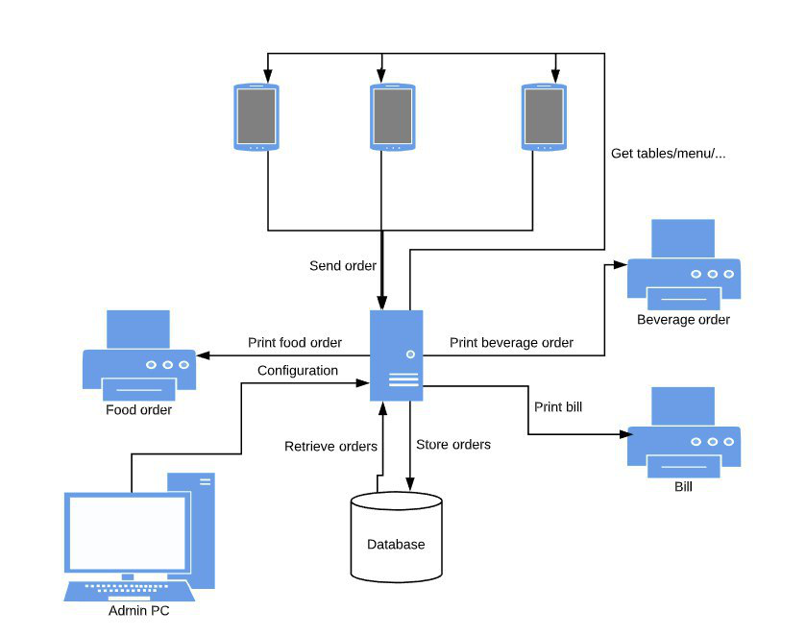 Get tables/menu/...
Send order
Beverage order
Print food order
Print beverage order
Configuration
Food order
Print bill
Retrieve orders
Store orders
Bill
Database
Admin PC